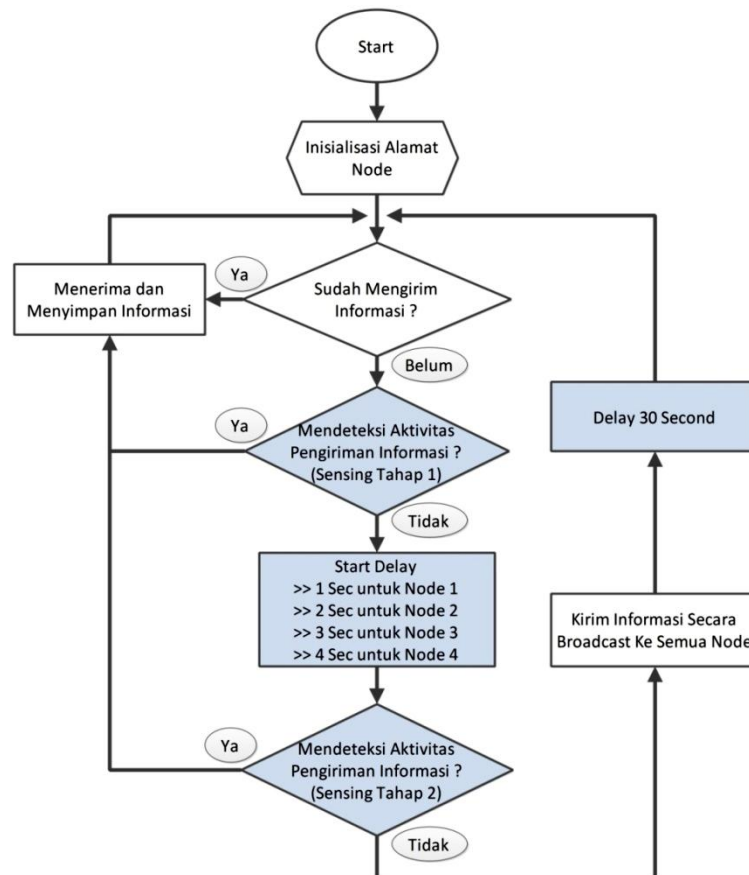 Start
Inisialisasi Alamat
Node
Sudah Mengirim
Informasi ?
Ya
Menerima dan
Menyimpan Informasi
Belum
Mendeteksi Aktivitas
Pengiriman Informasi ?
(Sensing Tahap 1)
Ya
Tidak
Start Delay
>> 1 Sec untuk Node 1
>> 2 Sec untuk Node 2
>> 3 Sec untuk Node 3
>> 4 Sec untuk Node 4
Mendeteksi Aktivitas
Pengiriman Informasi ?
(Sensing Tahap 2)
Ya
Tidak
Kirim Informasi Secara
Broadcast Ke Semua Node
Delay 30 Second